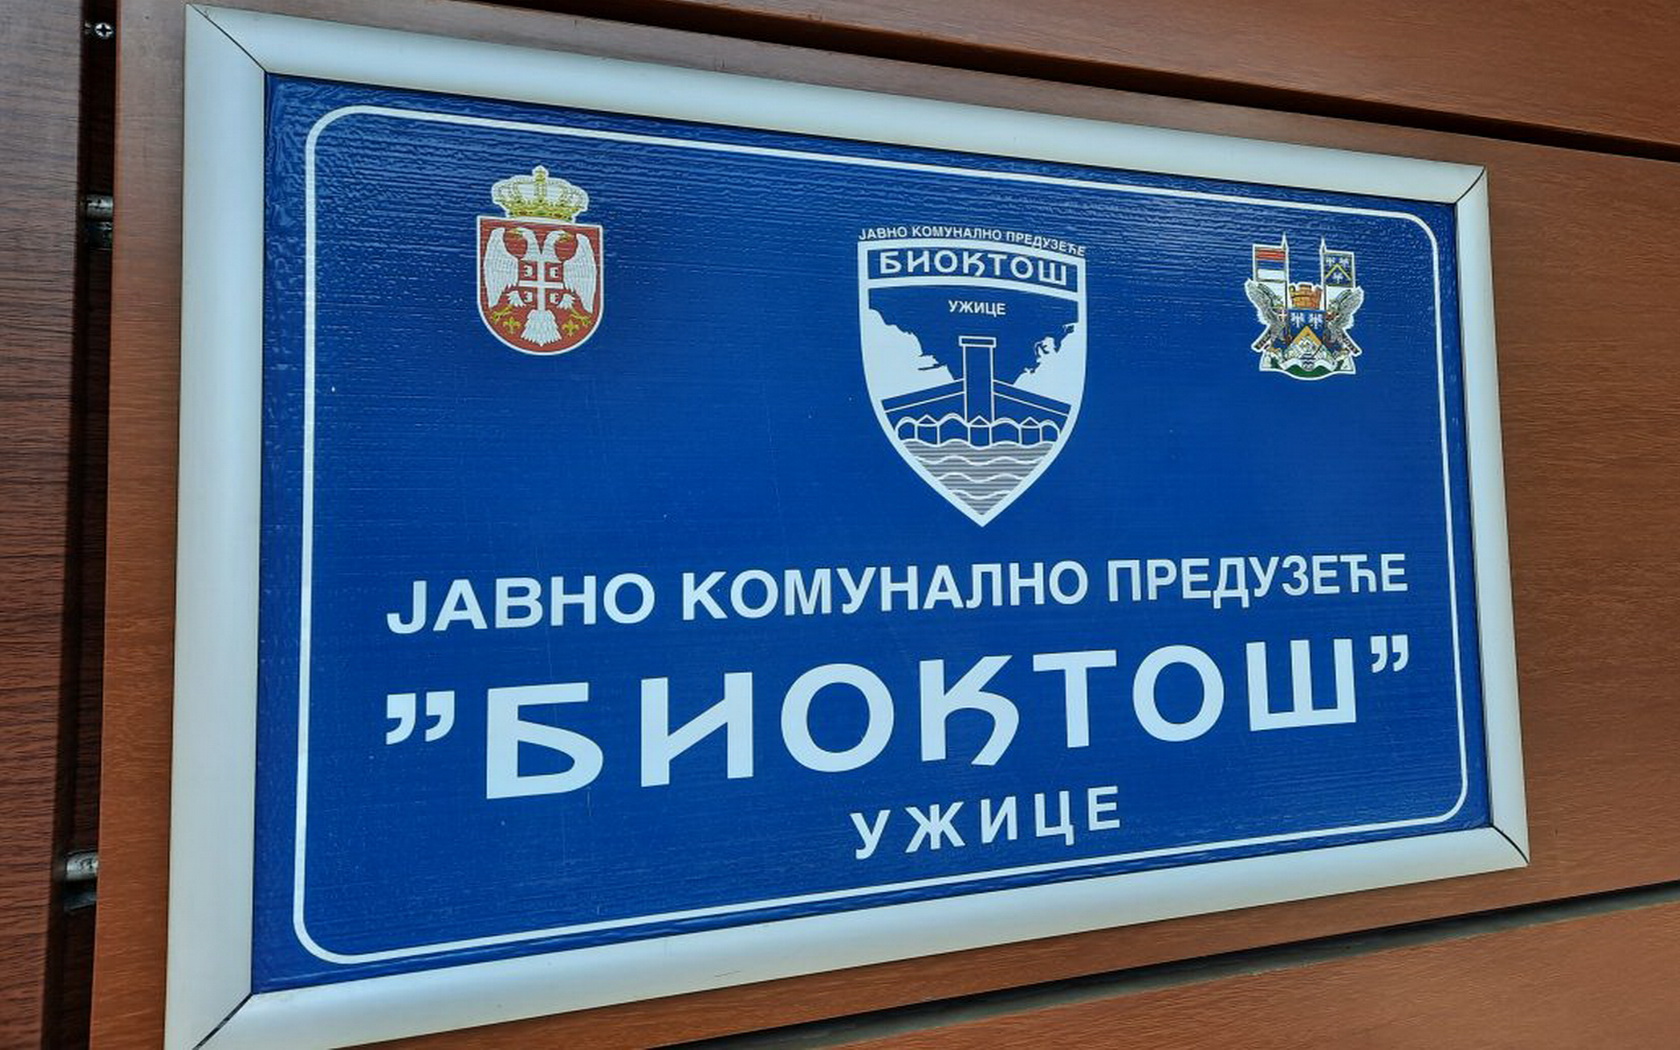 ЈАВНО КОМУНАЛНО ПРЕДУЗЕЋЕ
БИОКТОШ
УЖИЦЕ
ЈАВНО КОМУНАЛНО ПРЕДУЗЕЋЕ
”БИОКТОШ”
УЖИЦЕ